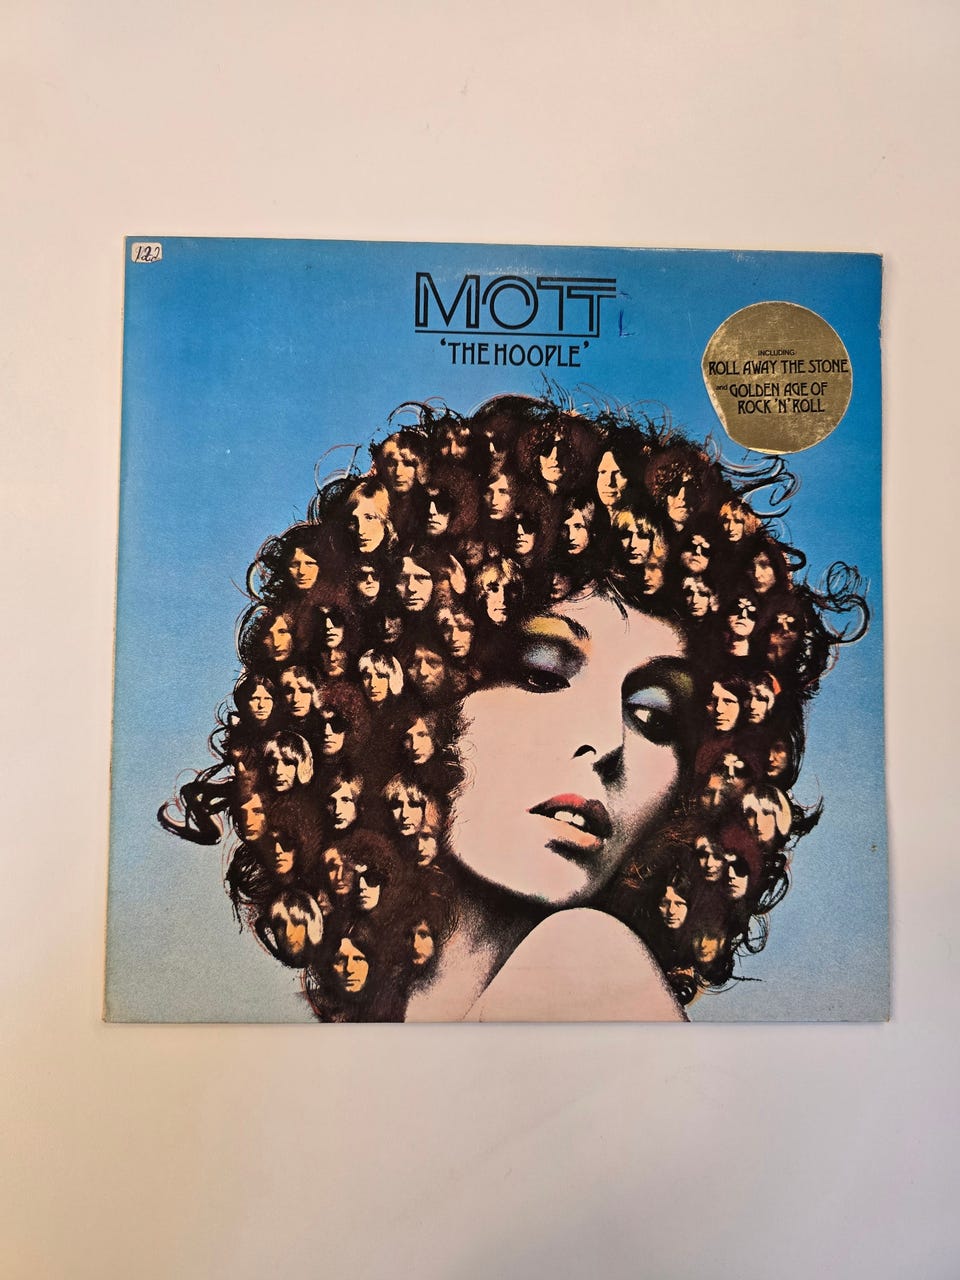 122
MOTT
'THE HOOPLE'
INCLUDING
ROLL AWAY THE STONE
and GOLDEN AGE OF
ROCK 'N' ROLL